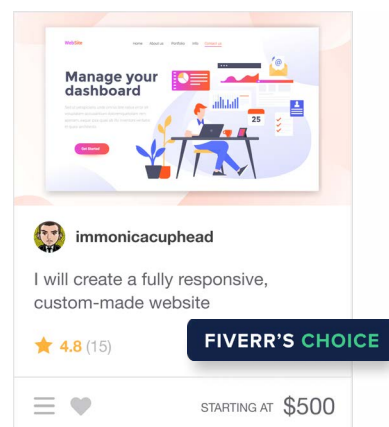 WebSite
Home About us Portfolio Info Contact us
Manage your
dashboard
Get Started
25
immonicacuphead
I will create a fully responsive,
custom-made website
4.8 (15)
FIVERR'S CHOICE
STARTING AT $500